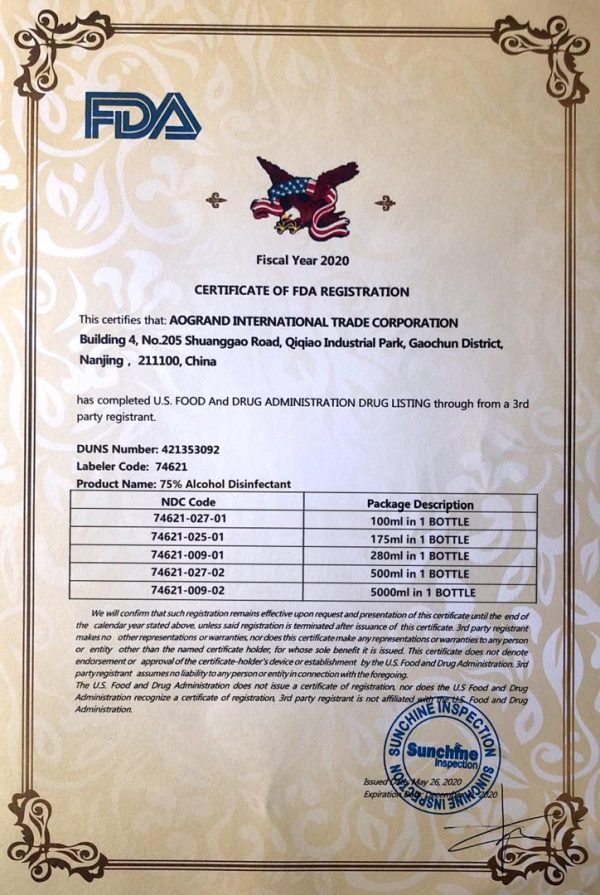 FDA
Fiscal Year 2020
CERTIFICATE OF FDA REGISTRATION
This certifies that: AOGRAND INTERNATIONAL TRADE CORPORATION
Building 4, No.205 Shuanggao Road, Qiqiao Industrial Park, Gaochun District,
Nanjing , 211100, China
has completed U.S. FOOD And DRUG ADMINISTRATION DRUG LISTING through from a 3rd
party registrant.
DUNS Number: 421353092
Labeler Code: 74621
Product Name: 75% Alcohol Disinfectant
NDC Code Package Description
74621-027-01 100ml in 1 BOTTLE
74621-025-01 175ml in 1 BOTTLE
74621-009-01 280ml in 1 BOTTLE
74621-027-02 500ml in 1 BOTTLE
74621-009-02 5000ml in 1 BOTTLE
We will confirm that such registration remains effective upon request and presentation of this certificate until the end of
the calendar year stated above, unless said registration is terminated after issuance of this certificate. 3rd party registrant
makes no other representations or warranties, nor does this certificate make any representations or warranties to any person
or entity other than the named certificate holder, for whose sole benefit it is issued. This certificate does not denote
endorsement or approval of the certificate-holder's device or establishment by the U.S. Food and Drug Administration. 3rd
party registrant assumes no liability to any person or entity in connection with the foregoing.
The U.S. Food and Drug Administration does not issue a certificate of registration, nor does the U.S Food and Drug
Administration recognize a certificate of registration, 3rd party registrant is not affiliated with the U.S. Food and Drug
Administration.
SUNCHINE INSPECTION
Sunchine
Inspection
SUNCHINE INSPECTION
Issued Date: May 26, 2020
Expiration Date: December 2020